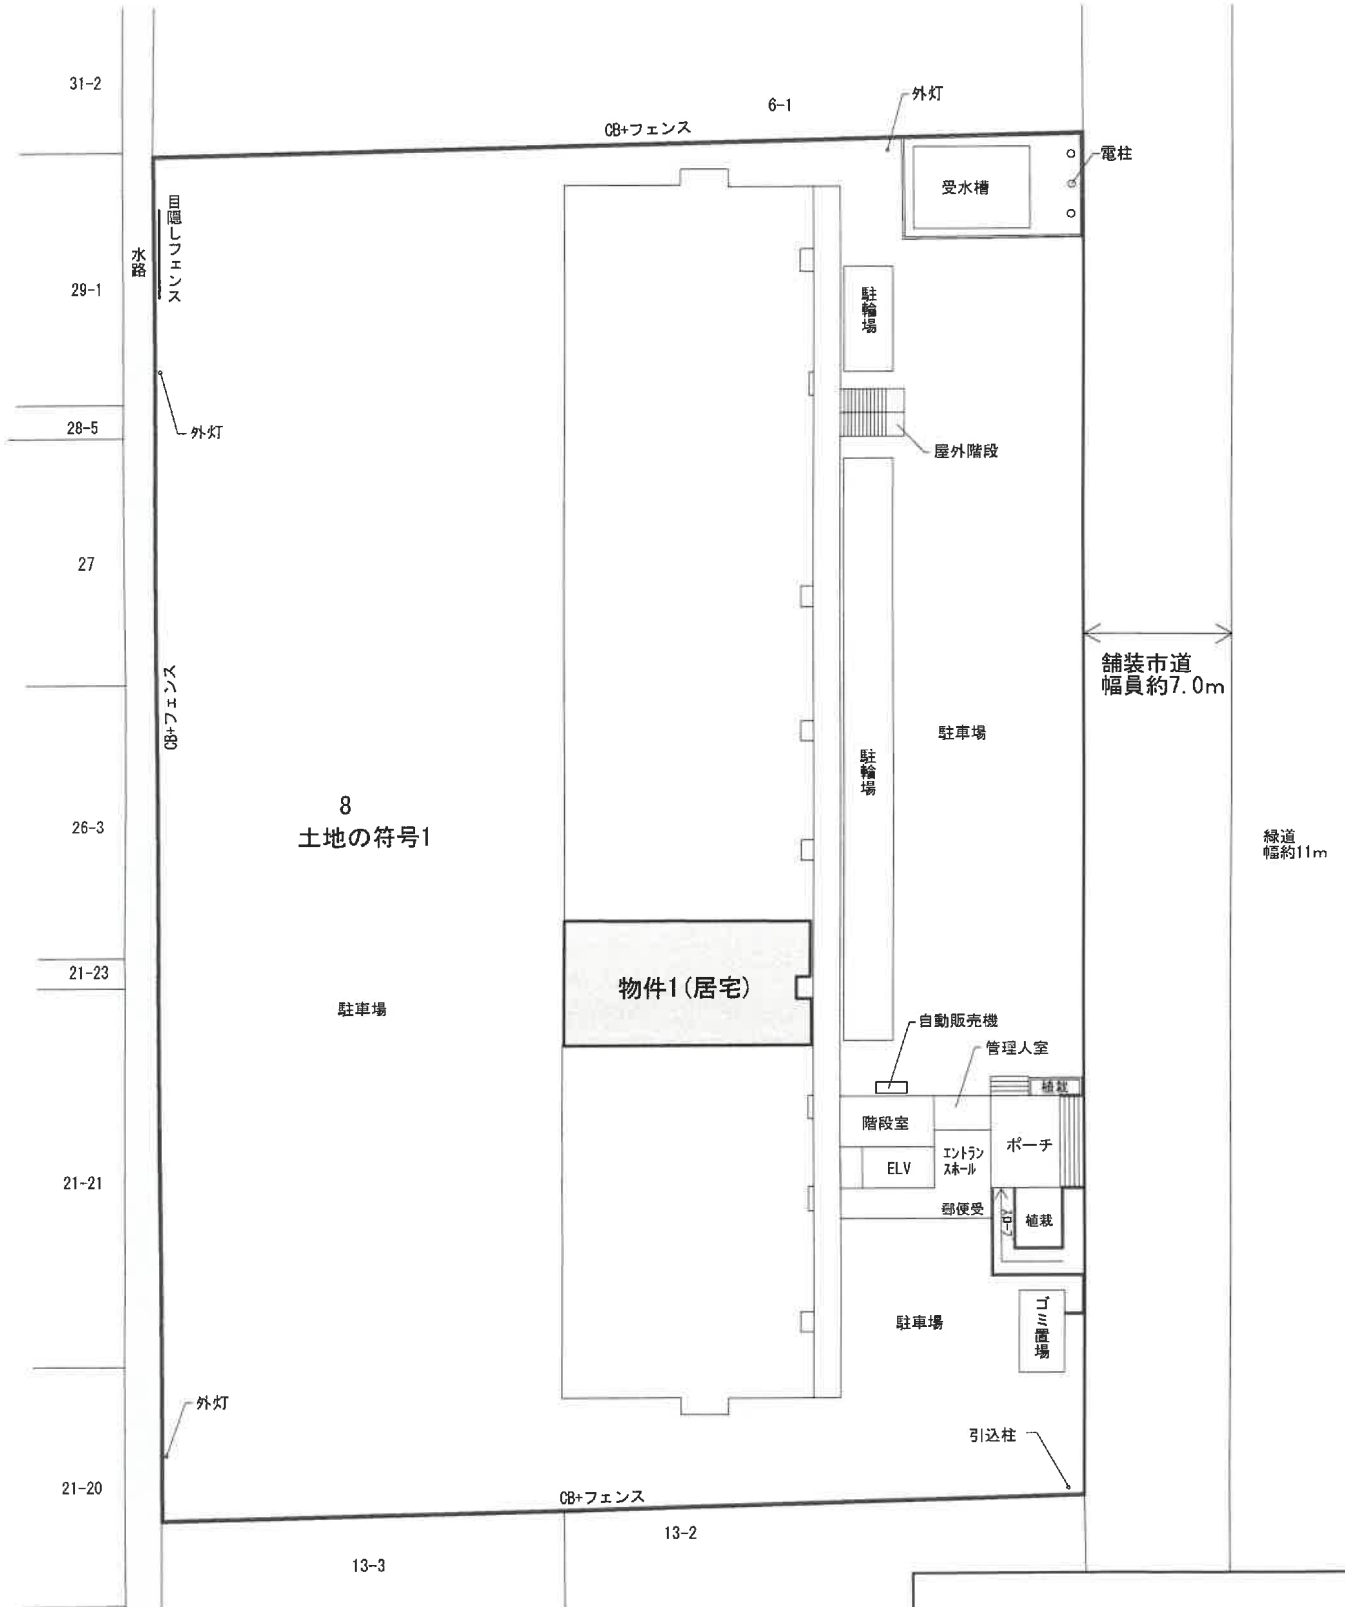 31-2
6-1
外灯
CB+フェンス
電柱
受水槽
目隠しフェンス
水路
29-1
駐輪場
外灯
28-5
屋外階段
27
舗装市道
幅員約7.0m
CB+フェンス
駐車場
駐輪場
8
土地の符号1
26-3
緑道
幅約11m
21-23
物件1(居宅)
駐車場
自動販売機
管理人室
植栽
階段室
ポーチ
エントラン
スホール
ELV
21-21
郵便受
スロープ
植栽
駐車場
ゴミ置場
外灯
引込柱
21-20
CB+フェンス
13-2
13-3